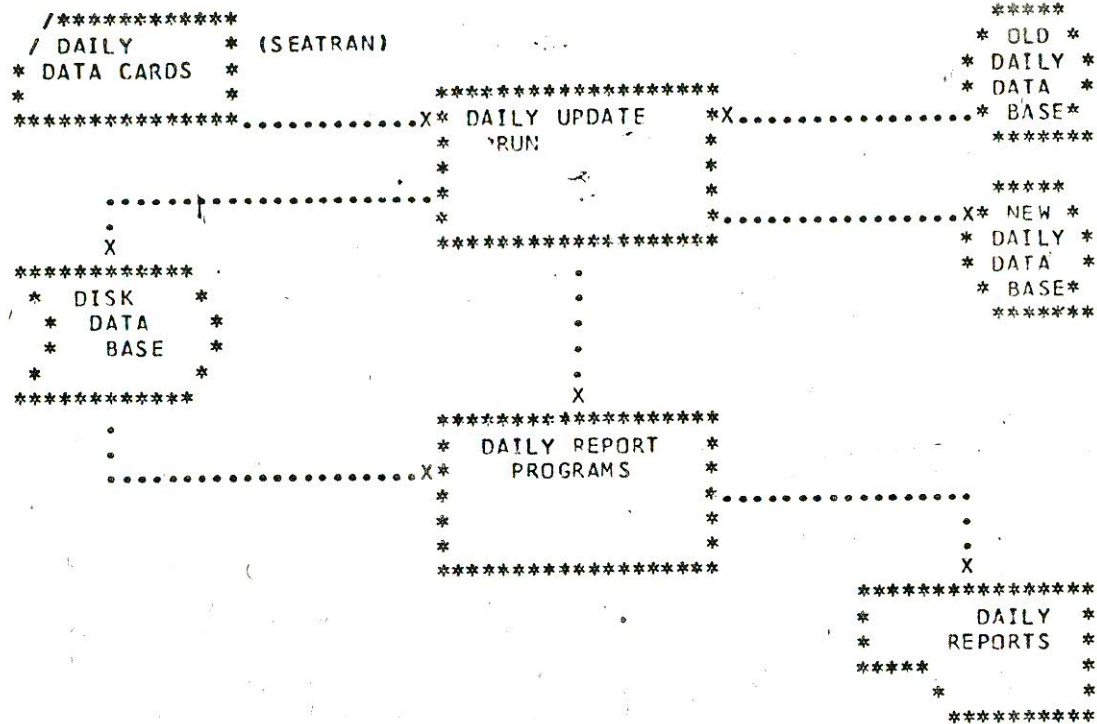 DAILY
DATA CARDS
(SEATRAN)
DAILY UPDATE
RUN
OLD
DAILY
DATA
BASE
NEW
DAILY
DATA
BASE
DISK
DATA
BASE
DAILY REPORT
PROGRAMS
DAILY
REPORTS